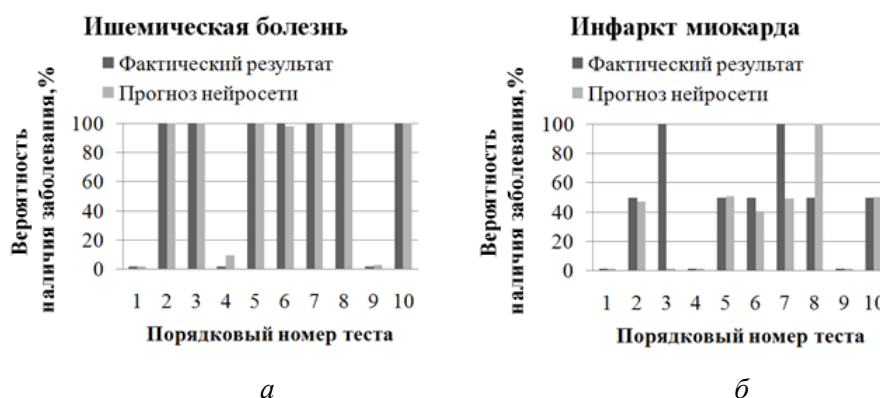 Ишемическая болезнь
Фактический результат
Прогноз нейросети
Вероятность
наличия заболевания,%
100
80
60
40
20
0
1 2 3 4 5 6 7 8 9 10
Порядковый номер теста
а
Инфаркт миокарда
Фактический результат
Прогноз нейросети
Вероятность
наличия заболевания,%
100
80
60
40
20
0
1 2 3 4 5 6 7 8 9 10
Порядковый номер теста
б